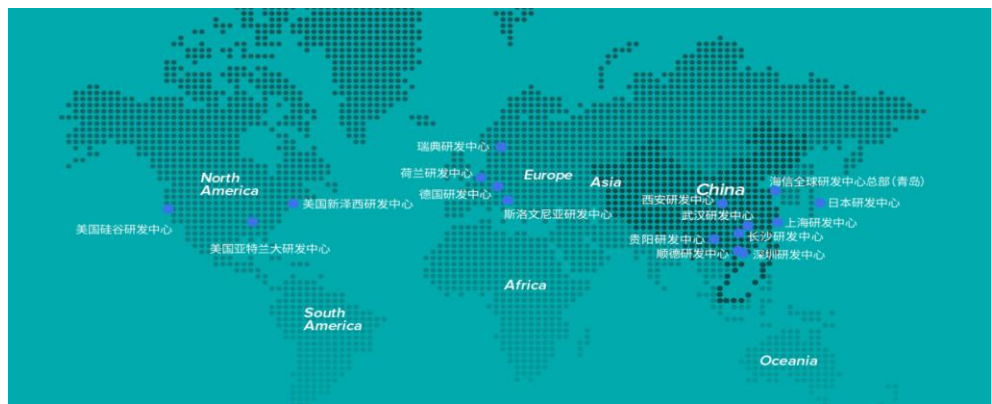 瑞典研发中心
荷兰研发中心
North
America
Europe
Asia
China
海信全球研发中心总部(青岛)
德国研发中心
西安研发中心
美国新泽西研发中心
日本研发中心
斯洛文尼亚研发中心
武汉研发中心
美国硅谷研发中心
上海研发中心
美国亚特兰大研发中心
贵阳研发中心
长沙研发中心
顺德研发中心
深圳研发中心
Africa
South
America
Oceania